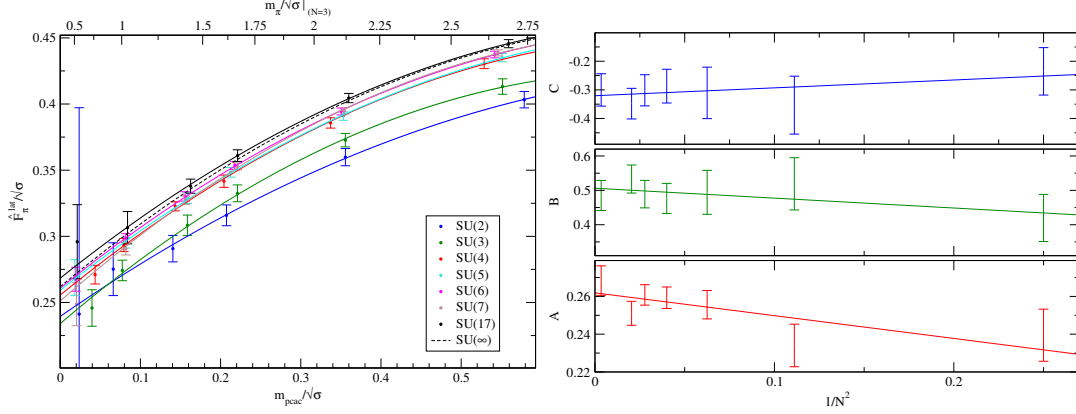 m_π/√σ|_(N=3)
0.5 1 1.4 1.6 2 2.25 2.5 2.75
0.45
0.4
0.35
0.3
0.25
F̂_π^lat/√σ
SU(2)
SU(3)
SU(4)
SU(5)
SU(6)
SU(7)
SU(17)
SU(∞)
0 0.1 0.2 0.3 0.4 0.5
m_pcac/√σ
-0.2
-0.3
-0.4
C
0.6
0.5
0.4
B
0.26
0.24
0.22
A
0 0.1 0.2
1/N²